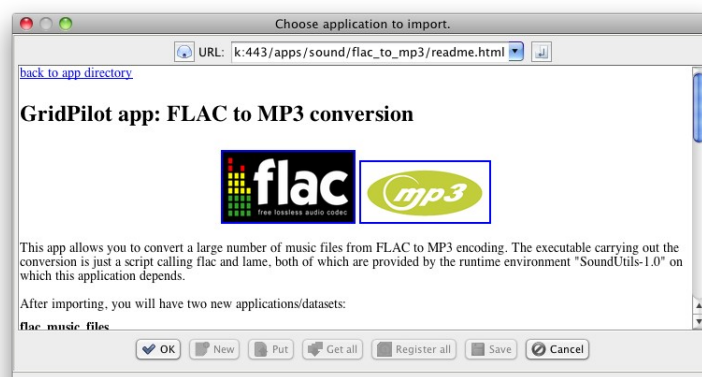 Choose application to import.
URL: k:443/apps/sound/flac_to_mp3/readme.html
back to app directory
GridPilot app: FLAC to MP3 conversion
flac
free lossless audio codec
mp3
This app allows you to convert a large number of music files from FLAC to MP3 encoding. The executable carrying out the
conversion is just a script calling flac and lame, both of which are provided by the runtime environment "SoundUtils-1.0" on
which this application depends.
After importing, you will have two new applications/datasets:
flac_music_files
OK New Put Get all Register all Save Cancel